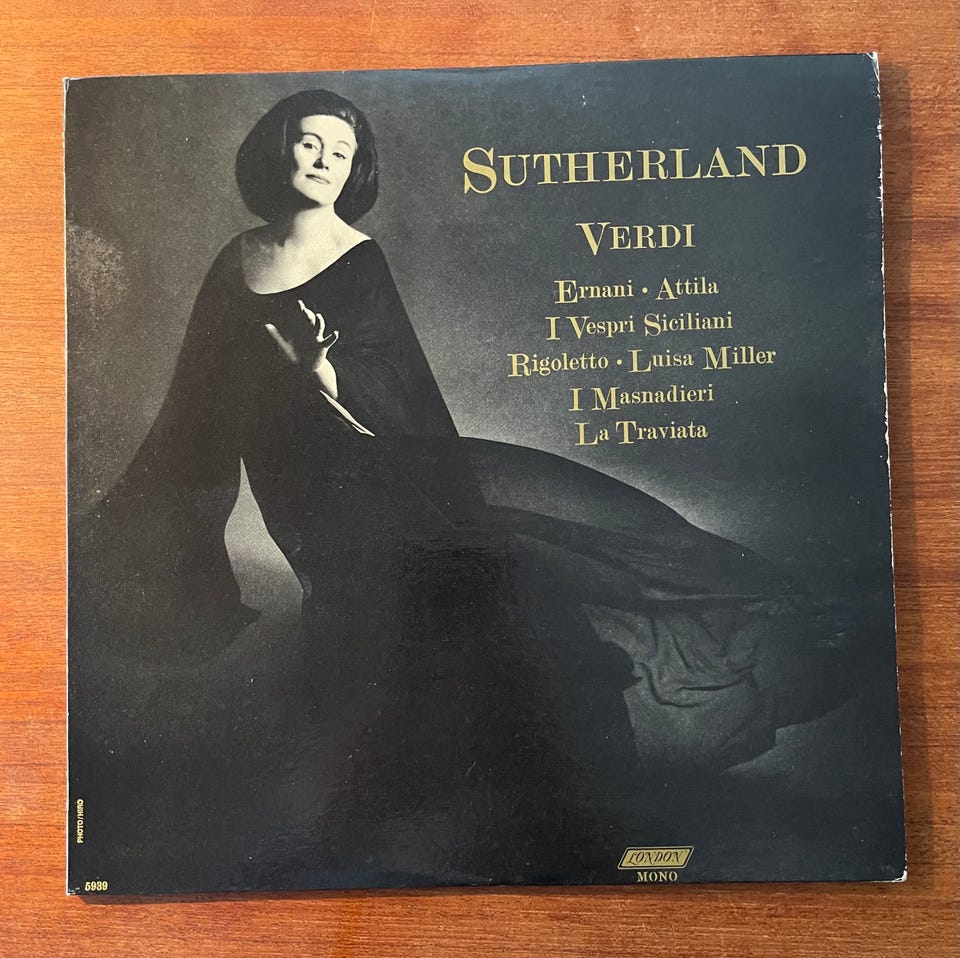 SUTHERLAND
VERDI
Ernani • Attila
I Vespri Siciliani
Rigoletto • Luisa Miller
I Masnadieri
La Traviata
PHOTO/HIRO
5939
LONDON
MONO